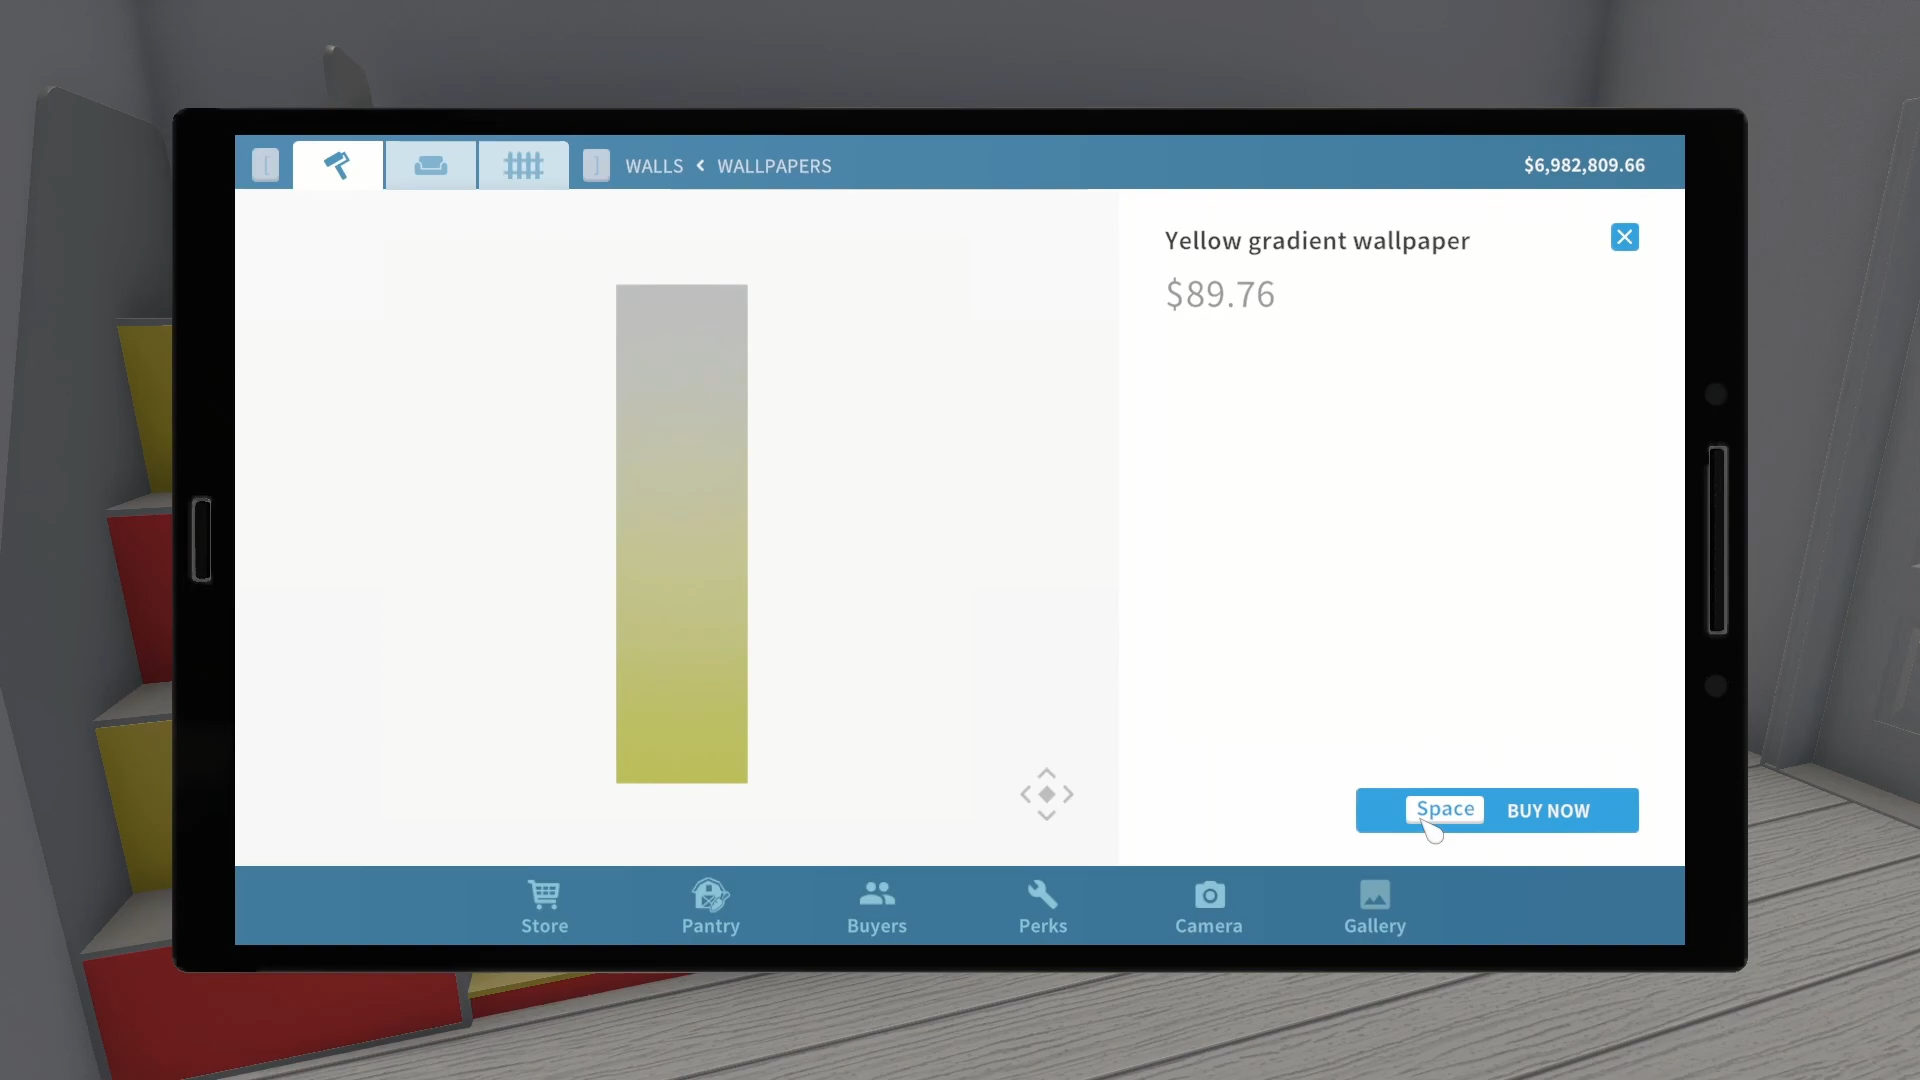 [ ] WALLS < WALLPAPERS $6,982,809.66
Yellow gradient wallpaper
$89.76
Space BUY NOW
Store Pantry Buyers Perks Camera Gallery